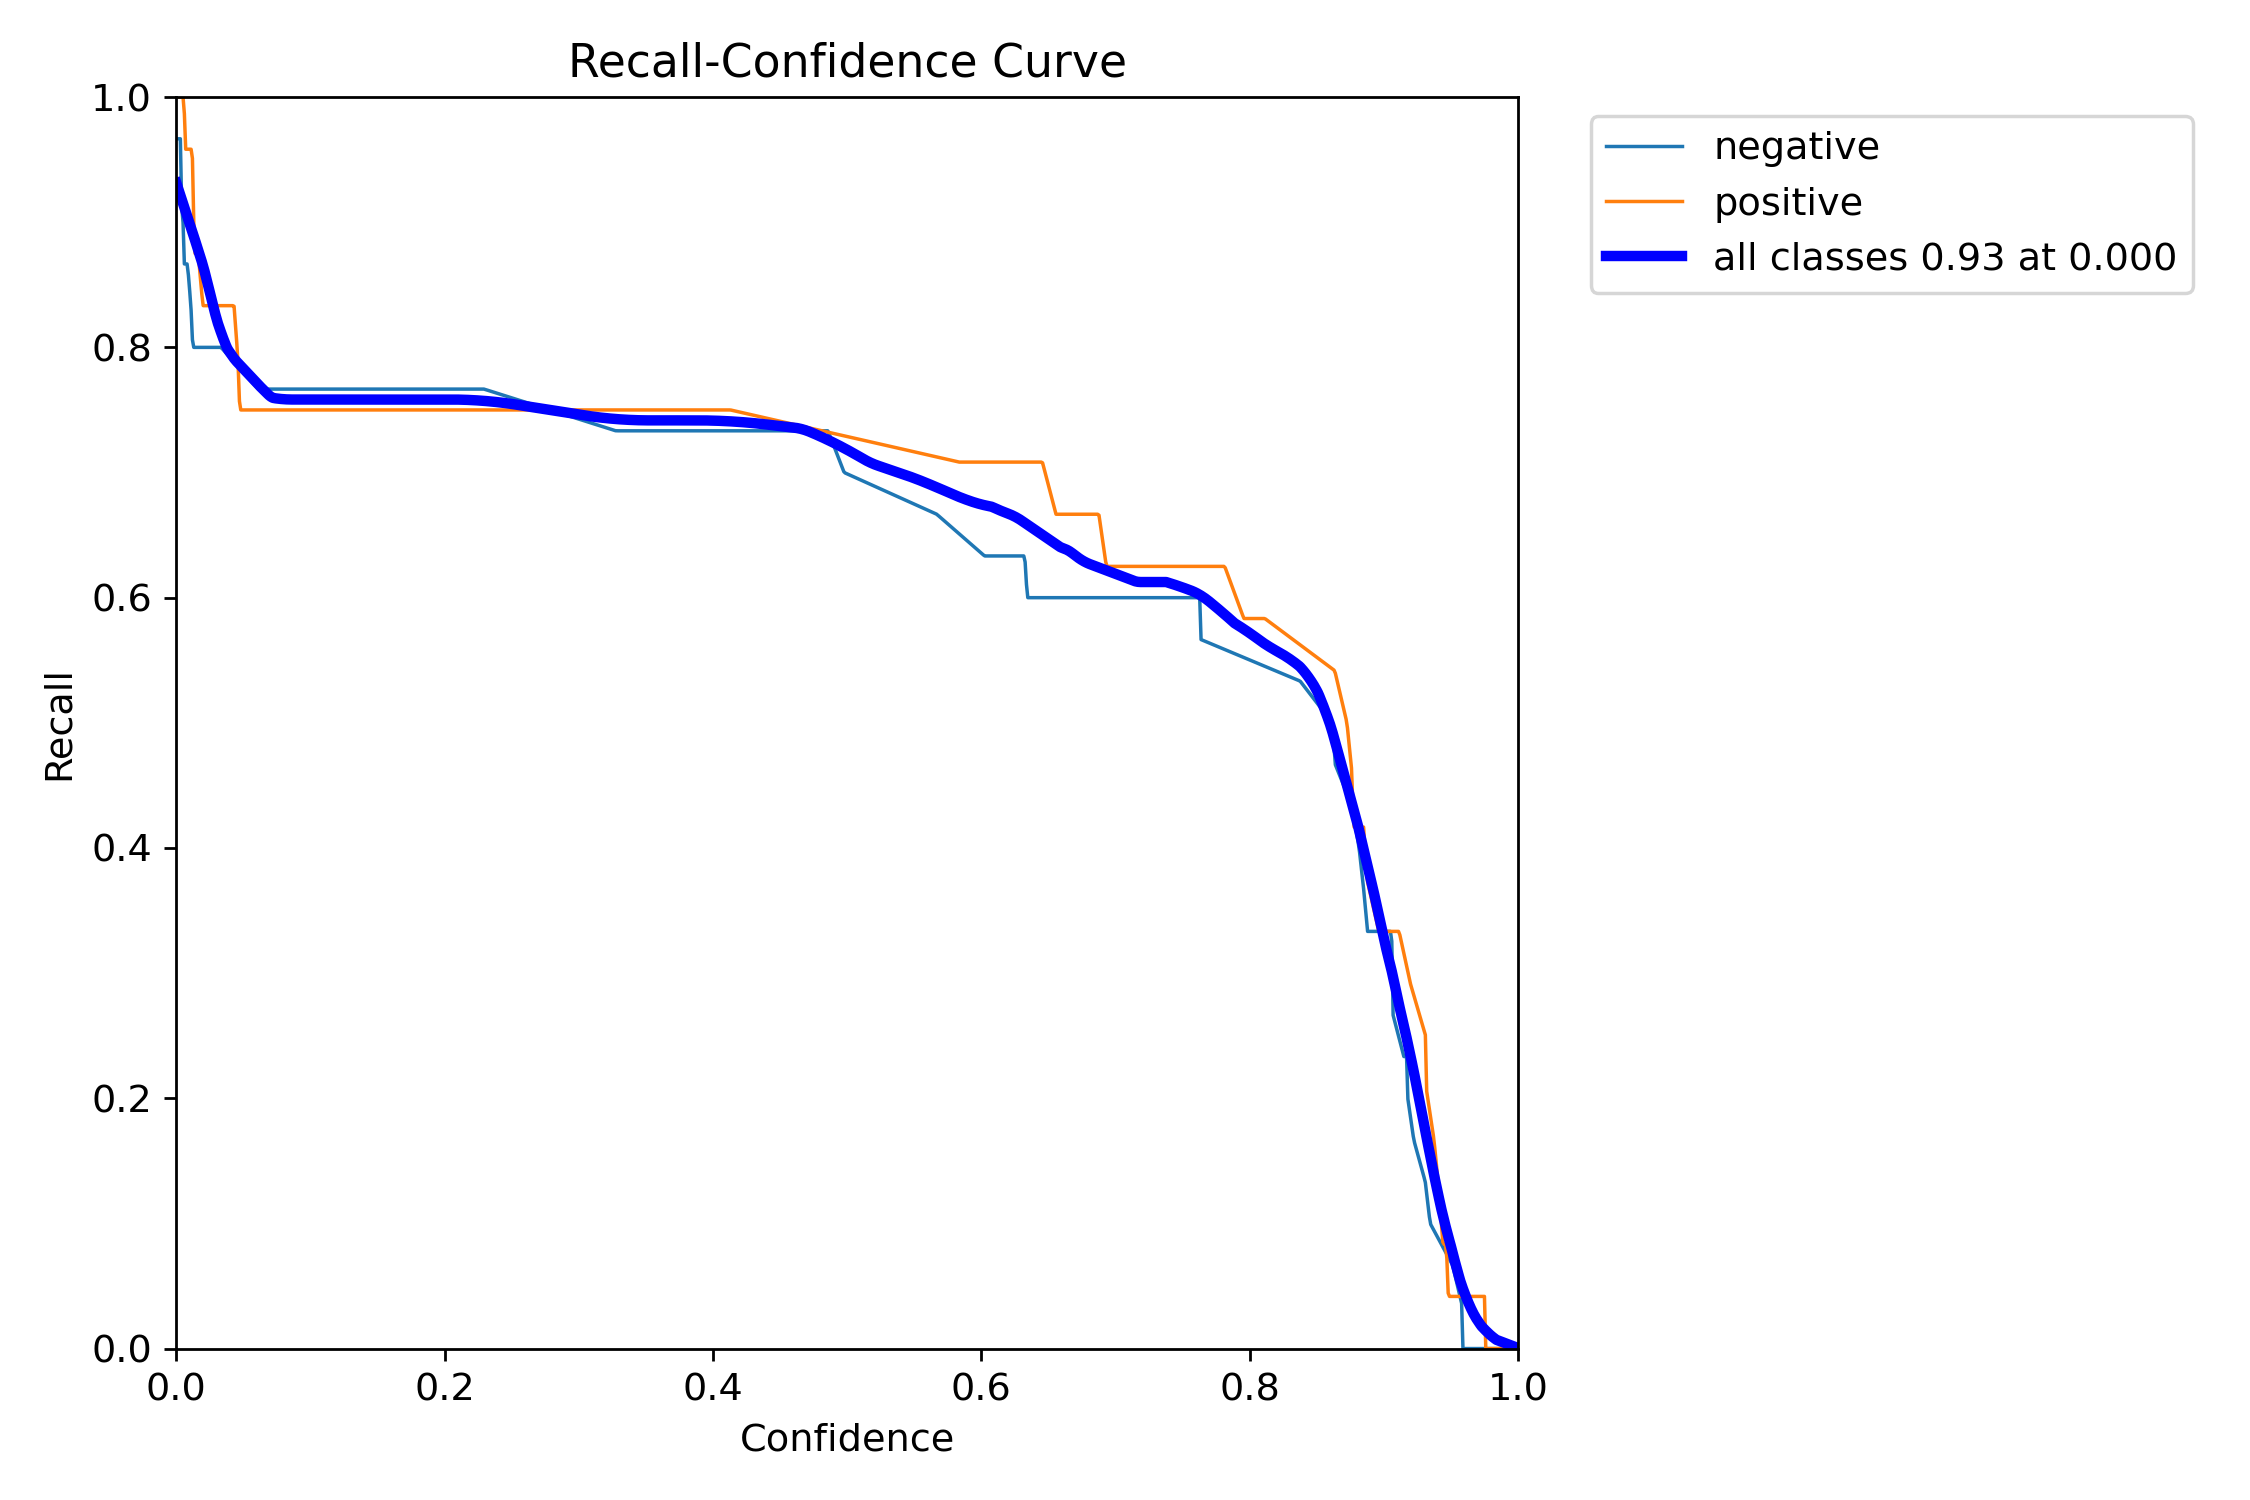 Recall-Confidence Curve
1.0
0.8
0.6
0.4
0.2
0.0
Recall
0.0 0.2 0.4 0.6 0.8 1.0
Confidence
negative
positive
all classes 0.93 at 0.000